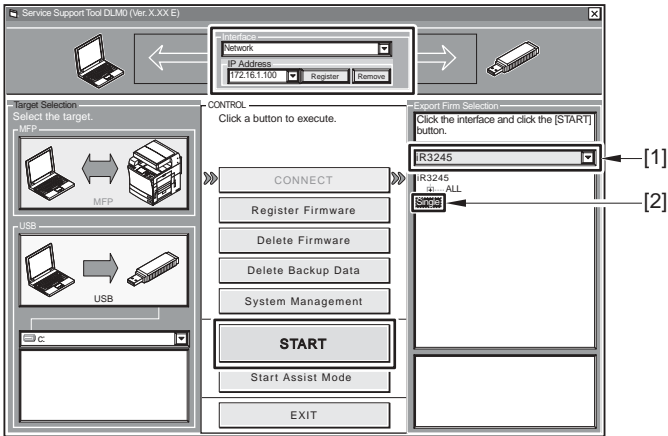 Service Support Tool DLM0 (Ver. X.XX E)
Interface
Network
IP Address
172.16.1.100
Register
Remove
Target Selection
Select the target.
MFP
MFP
USB
USB
C:
CONTROL
Click a button to execute.
CONNECT
Register Firmware
Delete Firmware
Delete Backup Data
System Management
START
Start Assist Mode
EXIT
Export Firm Selection
Click the interface and click the [START]
button.
iR3245
iR3245
ALL
Single
[1]
[2]